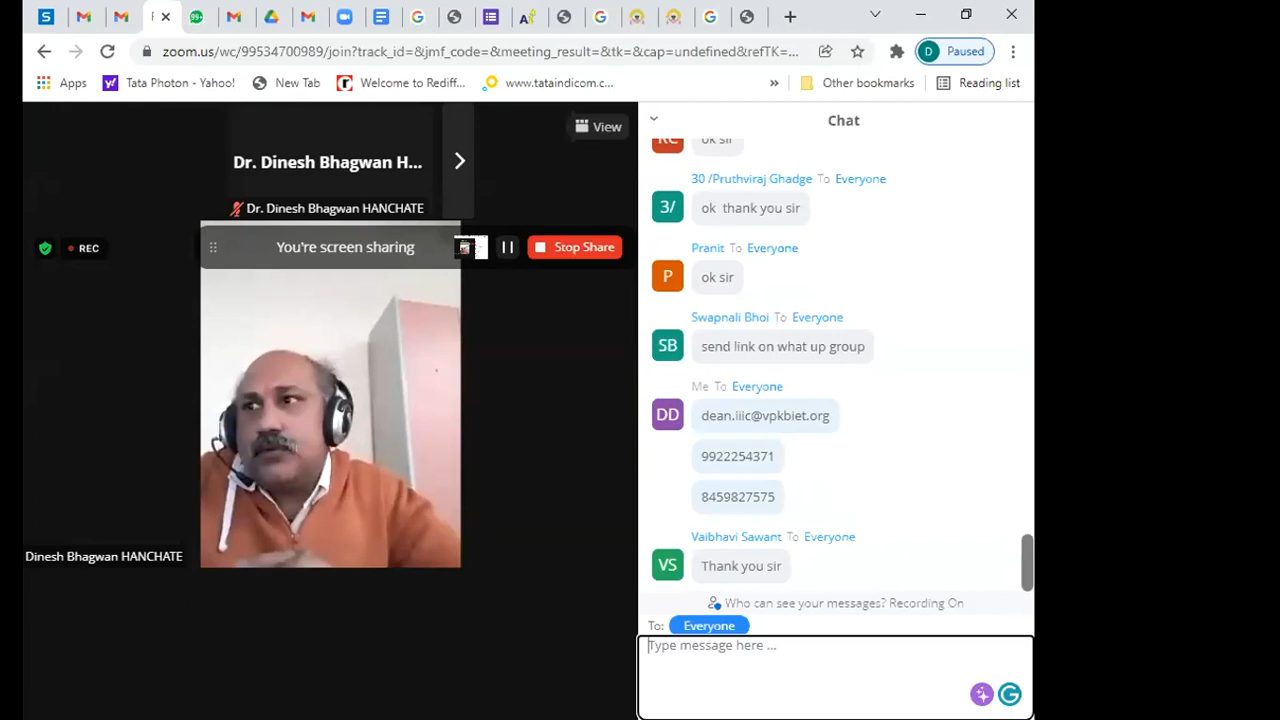 99+
Paused
zoom.us/wc/99534700989/join?track_id=&jmf_code=&meeting_result=&tk=&cap=undefined&refTK=...
Apps
Tata Photon - Yahoo!
New Tab
Welcome to Rediff...
www.tataindicom.c...
»
Other bookmarks
Reading list
View
Dr. Dinesh Bhagwan H...
Dr. Dinesh Bhagwan HANCHATE
REC
You're screen sharing
Stop Share
Dinesh Bhagwan HANCHATE
Chat
ok sir
30 /Pruthviraj Ghadge To Everyone
3/
ok thank you sir
Pranit To Everyone
P
ok sir
Swapnali Bhoi To Everyone
SB
send link on what up group
Me To Everyone
DD
dean.iiic@vpkbiet.org
9922254371
8459827575
Vaibhavi Sawant To Everyone
VS
Thank you sir
Who can see your messages? Recording On
To: Everyone
Type message here ...